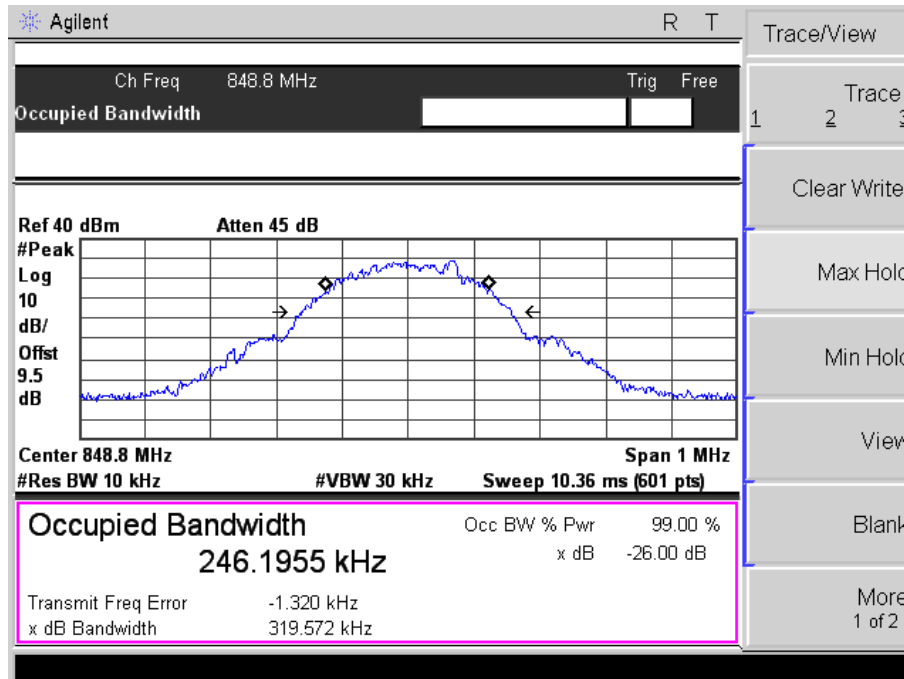 Agilent R T
Trace/View
Ch Freq 848.8 MHz Trig Free
Occupied Bandwidth
Trace
1 2 3
Clear Write
Max Hold
Min Hold
View
Blank
More
1 of 2
Ref 40 dBm Atten 45 dB
#Peak
Log
10
dB/
Offst
9.5
dB
Center 848.8 MHz Span 1 MHz
#Res BW 10 kHz #VBW 30 kHz Sweep 10.36 ms (601 pts)
Occupied Bandwidth
246.1955 kHz
Occ BW % Pwr 99.00 %
x dB -26.00 dB
Transmit Freq Error -1.320 kHz
x dB Bandwidth 319.572 kHz